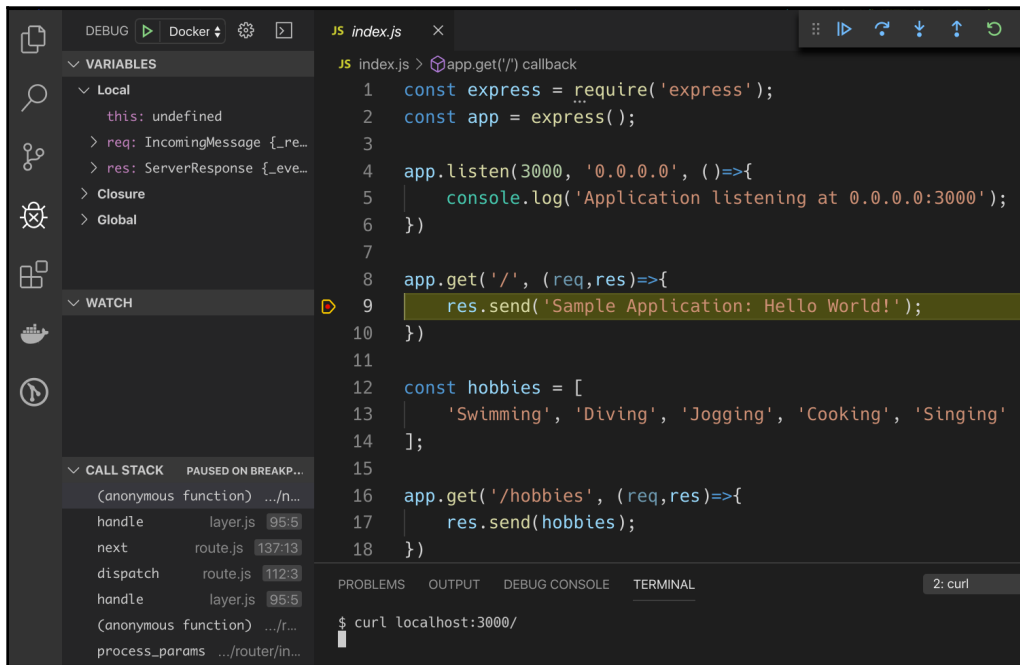 DEBUG Docker
VARIABLES
Local
this: undefined
req: IncomingMessage {_re...
res: ServerResponse {_eve...
Closure
Global
WATCH
CALL STACK PAUSED ON BREAKP...
(anonymous function) .../n...
handle layer.js 95:5
next route.js 137:13
dispatch route.js 112:3
handle layer.js 95:5
(anonymous function) .../r...
process_params .../router/in...
JS index.js
JS index.js > app.get('/') callback
1 const express = require('express');
2 const app = express();
3
4 app.listen(3000, '0.0.0.0', ()=>{
5 console.log('Application listening at 0.0.0.0:3000');
6 })
7
8 app.get('/', (req,res)=>{
9 res.send('Sample Application: Hello World!');
10 })
11
12 const hobbies = [
13 'Swimming', 'Diving', 'Jogging', 'Cooking', 'Singing'
14 ];
15
16 app.get('/hobbies', (req,res)=>{
17 res.send(hobbies);
18 })
PROBLEMS OUTPUT DEBUG CONSOLE TERMINAL 2: curl
$ curl localhost:3000/